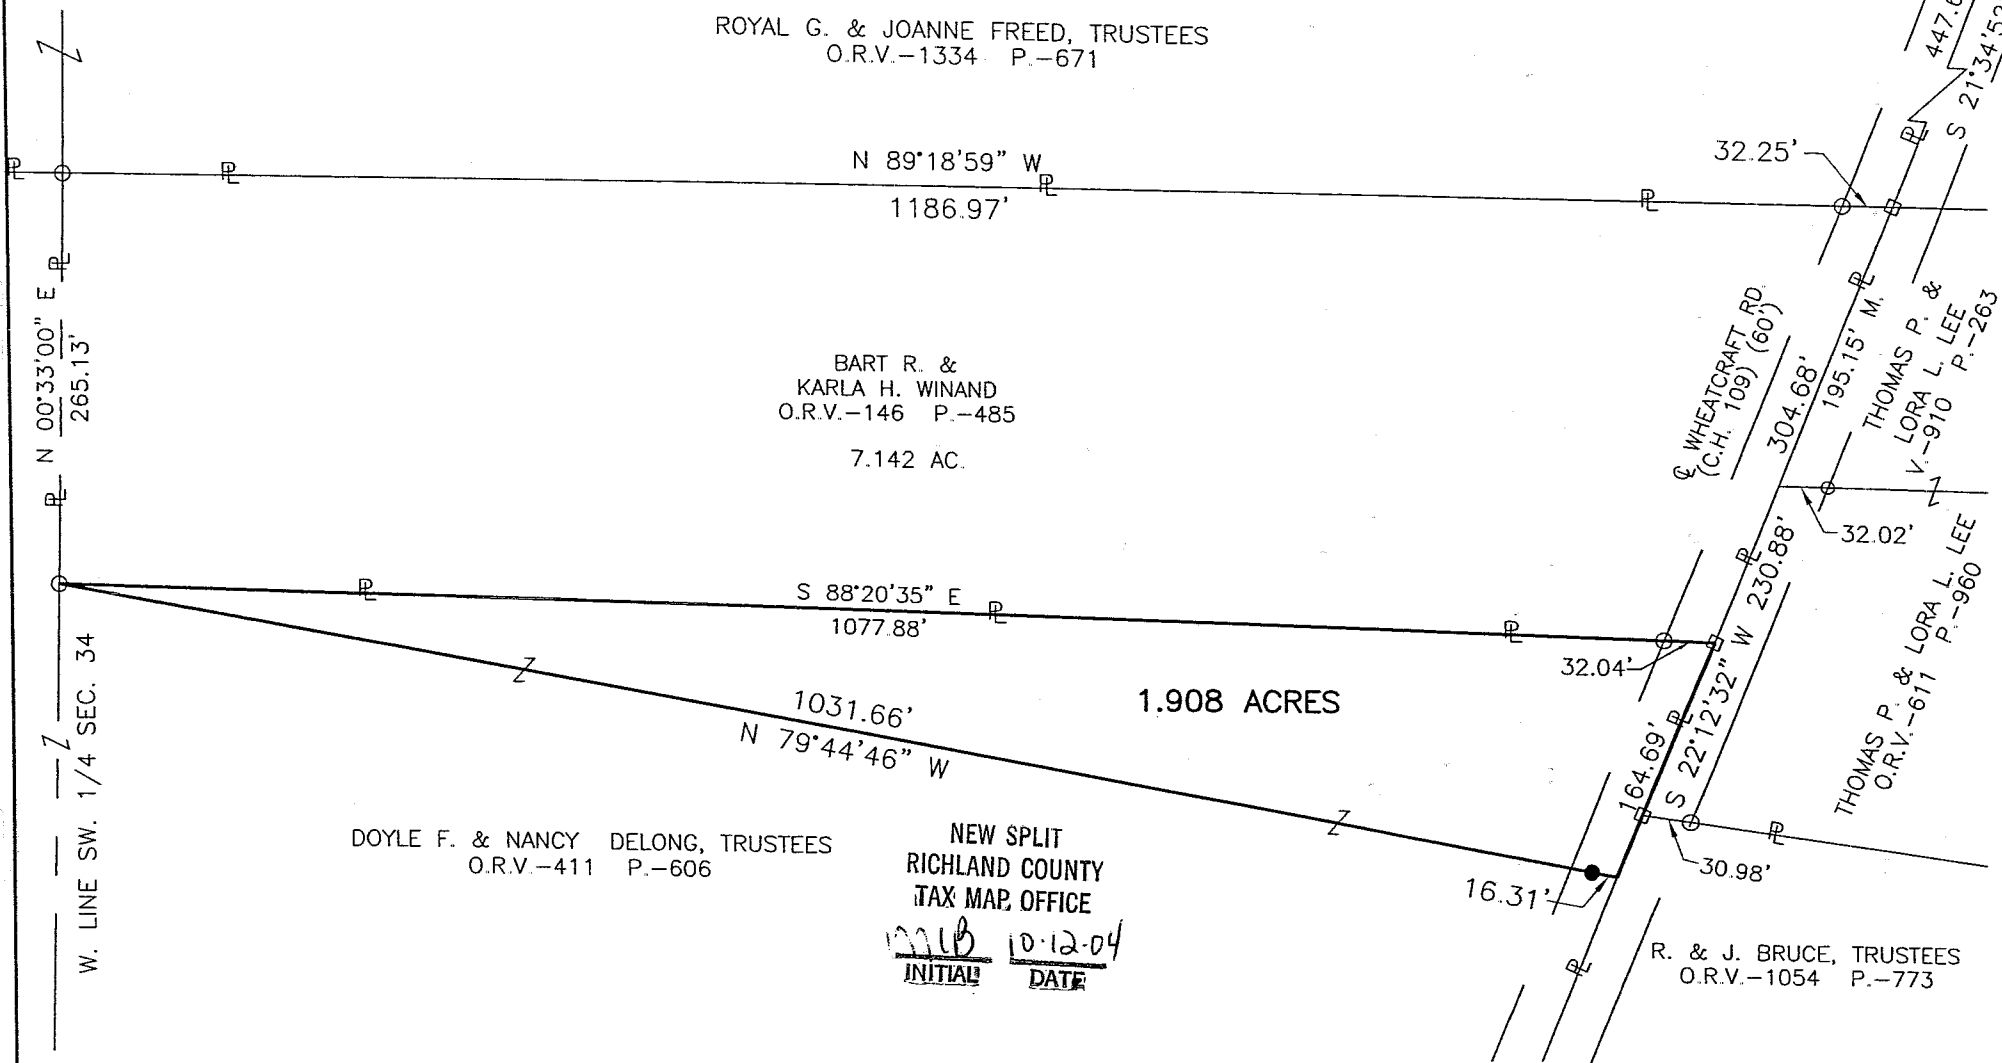 ROYAL G. & JOANNE FREED, TRUSTEES
O.R.V.-1334 P.-671
447.6
S 21°34'5
32.25'
N 89°18'59" W
1186.97'
N 00°33'00" E
265.13'
BART R. &
KARLA H. WINAND
O.R.V.-146 P.-485
7.142 AC.
℄ WHEATCRAFT RD.
(C.H. 109) (60')
304.68'
195.15' M.
THOMAS P. &
LORA L. LEE
V.-910 P.-263
32.02'
S 88°20'35" E
1077.88'
32.04'
S 22°12'32" W 230.88'
THOMAS P. & LORA L. LEE
O.R.V.-611 P.-960
1.908 ACRES
1031.66'
N 79°44'46" W
164.69'
W. LINE SW. 1/4 SEC. 34
DOYLE F. & NANCY DELONG, TRUSTEES
O.R.V.-411 P.-606
NEW SPLIT
RICHLAND COUNTY
TAX MAP OFFICE
10-12-04
INITIAL DATE
16.31'
30.98'
R. & J. BRUCE, TRUSTEES
O.R.V.-1054 P.-773